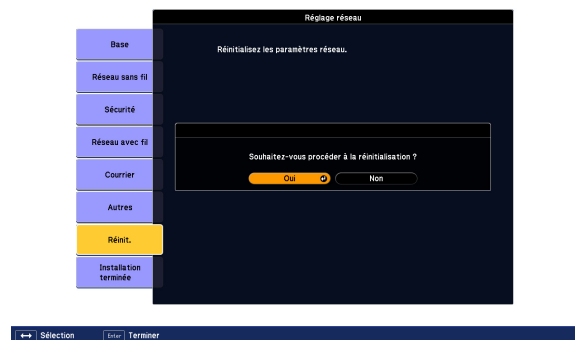 Réglage réseau
Base
Réinitialisez les paramètres réseau.
Réseau sans fil
Sécurité
Réseau avec fil
Souhaitez-vous procéder à la réinitialisation ?
Courrier
Oui Non
Autres
Réinit.
Installation
terminée
Sélection Enter Terminer